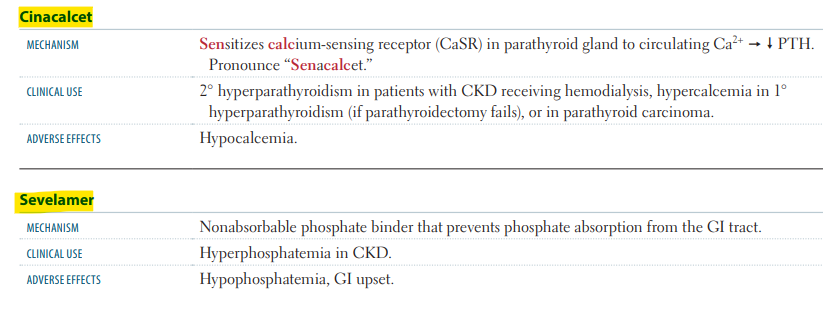 Cinacalcet
MECHANISM Sensitizes calcium-sensing receptor (CaSR) in parathyroid gland to circulating Ca²⁺ → ↓ PTH.
Pronounce “Senacalcet.”
CLINICAL USE 2° hyperparathyroidism in patients with CKD receiving hemodialysis, hypercalcemia in 1°
hyperparathyroidism (if parathyroidectomy fails), or in parathyroid carcinoma.
ADVERSE EFFECTS Hypocalcemia.
Sevelamer
MECHANISM Nonabsorbable phosphate binder that prevents phosphate absorption from the GI tract.
CLINICAL USE Hyperphosphatemia in CKD.
ADVERSE EFFECTS Hypophosphatemia, GI upset.